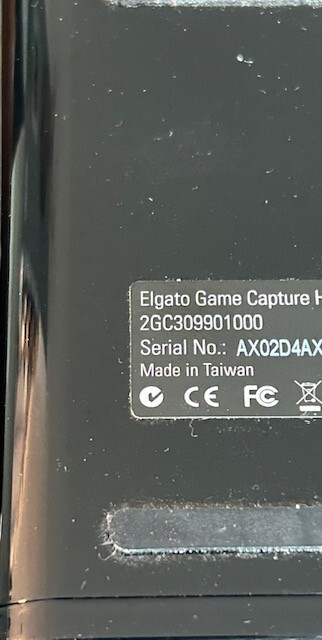 Elgato Game Capture H
2GC309901000
Serial No.: AX02D4AX
Made in Taiwan
CE FC